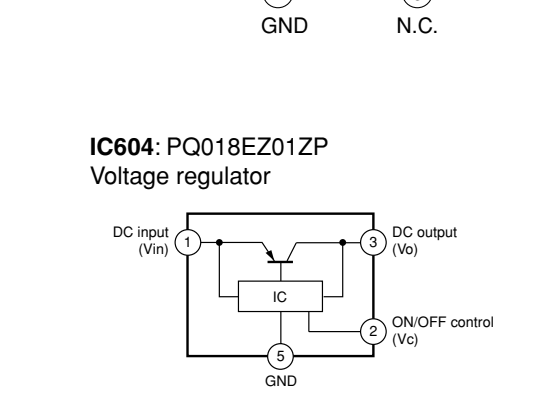 GND
N.C.
IC604: PQ018EZ01ZP
Voltage regulator
DC input
(Vin)
1
3
DC output
(Vo)
IC
2
ON/OFF control
(Vc)
5
GND